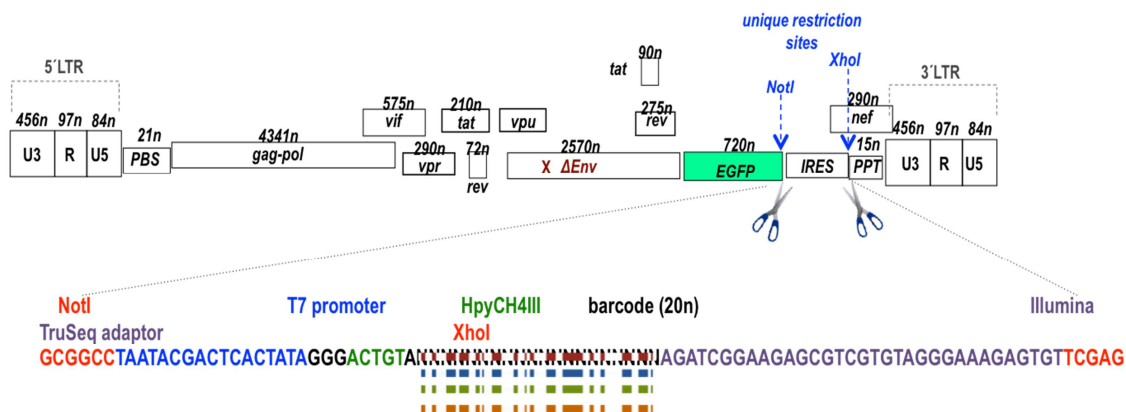 unique restriction
sites
90n
5´LTR
tat
XhoI
3´LTR
NotI
575n
210n
275n
290n
456n
97n
84n
vif
tat
vpu
rev
nef
456n
97n
84n
21n
4341n
2570n
720n
15n
U3
R
U5
PBS
gag-pol
290n
72n
X ΔEnv
EGFP
IRES
PPT
U3
R
U5
vpr
rev
NotI
T7 promoter
HpyCH4III
barcode (20n)
Illumina
TruSeq adaptor
XhoI
GCGGCCTAATACGACTCACTATAGGGACTGTAN
AGATCGGAAGAGCGTCGTGTAGGGAAAGAGTGTTCGAG